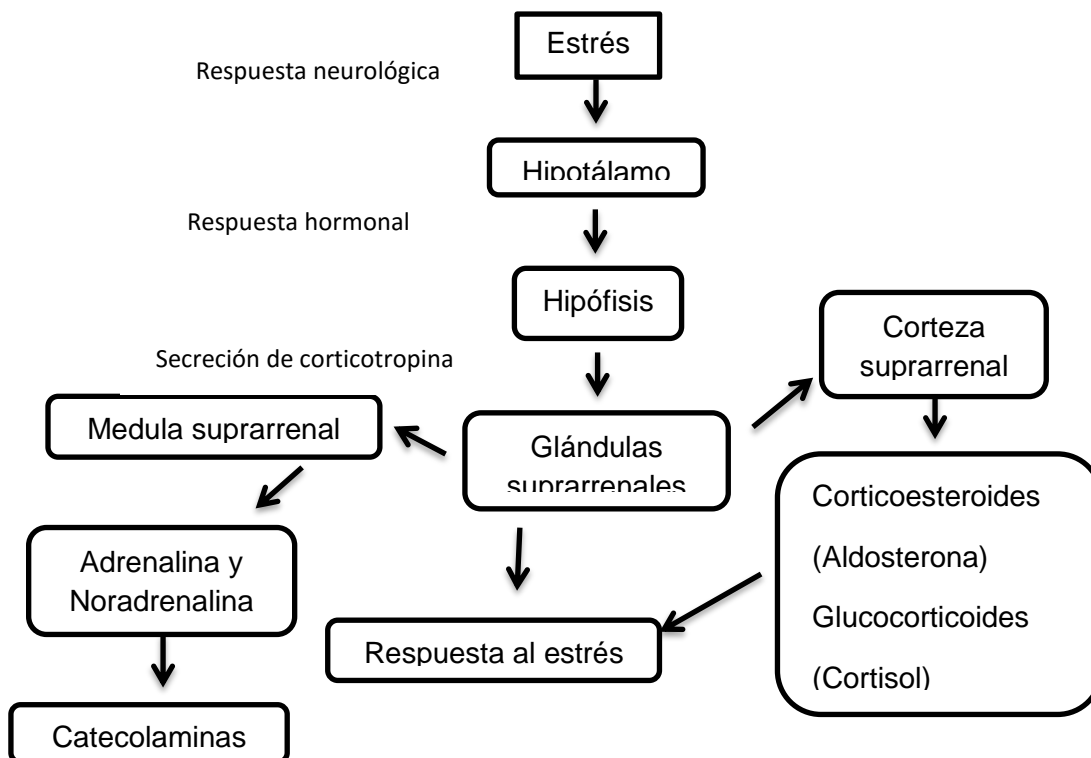 Estrés
Respuesta neurológica
Hipotálamo
Respuesta hormonal
Hipófisis
Corteza
suprarrenal
Secreción de corticotropina
Medula suprarrenal
Glándulas
suprarrenales
Corticoesteroides
(Aldosterona)
Glucocorticoides
(Cortisol)
Adrenalina y
Noradrenalina
Respuesta al estrés
Catecolaminas